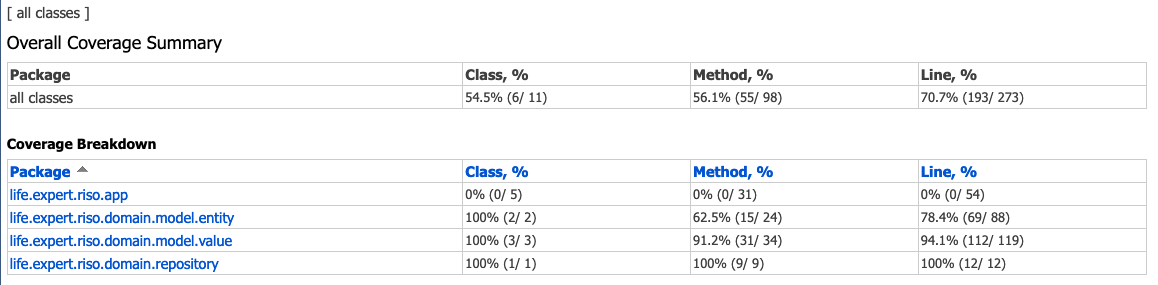 [ all classes ]
Overall Coverage Summary
Package Class, % Method, % Line, %
all classes 54.5% (6/ 11) 56.1% (55/ 98) 70.7% (193/ 273)
Coverage Breakdown
Package Class, % Method, % Line, %
life.expert.riso.app 0% (0/ 5) 0% (0/ 31) 0% (0/ 54)
life.expert.riso.domain.model.entity 100% (2/ 2) 62.5% (15/ 24) 78.4% (69/ 88)
life.expert.riso.domain.model.value 100% (3/ 3) 91.2% (31/ 34) 94.1% (112/ 119)
life.expert.riso.domain.repository 100% (1/ 1) 100% (9/ 9) 100% (12/ 12)